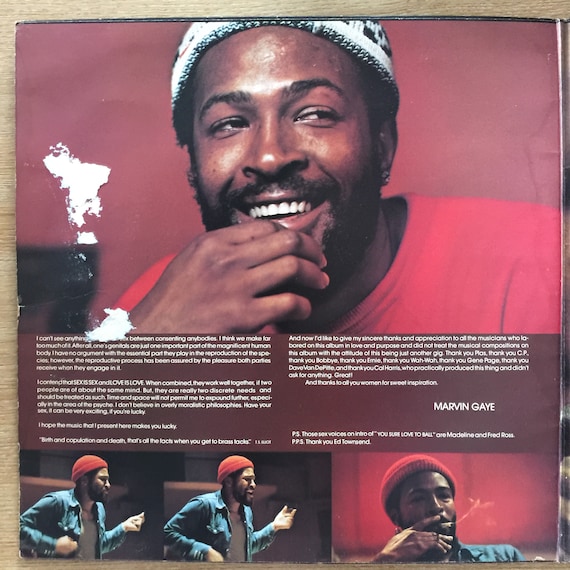 I can't see anything between consenting anybodies. I think we make far
too much of it. After all, one's genitals are just one important part of the magnificent human
body. I have no argument with the essential part they play in the reproduction of the spe-
cies; however, the reproductive process has been assured by the pleasure both parties
receive when they engage in it.
I contend that SEX IS SEX and LOVE IS LOVE. When combined, they work well together, if two
people are of about the same mind. But, they are really two discrete needs and
should be treated as such. Time and space will not permit me to expound further, especi-
ally in the area of the psyche. I don't believe in overly moralistic philosophies. Have your
sex, it can be very exciting, if you're lucky.
I hope the music that I present here makes you lucky.
"Birth and copulation and death, that's all the facts when you get to brass tacks." T. S. ELIOT
And now I'd like to give my sincere thanks and appreciation to all the musicians who la-
bored on this album in love and purpose and did not treat the musical compositions on
this album with the attitude of this being just another gig. Thank you Plas, thank you C.P.,
thank you Bobbye, thank you Ernie, thank you Wah-Wah, thank you Gene Page, thank you
Dave Van DePitte, and thank you Cal Harris, who practically produced this thing and didn't
ask for anything. Great!
And thanks to all you women for sweet inspiration.
MARVIN GAYE
P.S. Those sex voices on intro of "YOU SURE LOVE TO BALL" are Madeline and Fred Ross.
P.P.S. Thank you Ed Townsend.